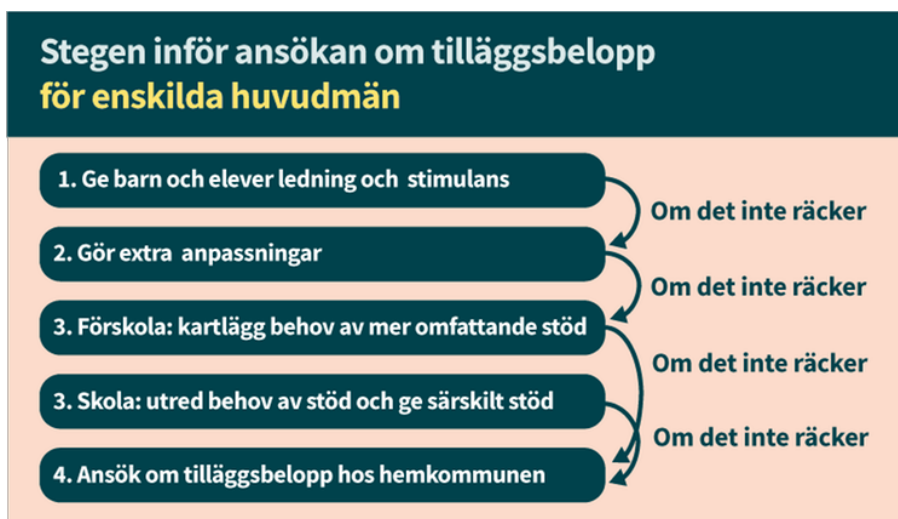 Stegen inför ansökan om tilläggsbelopp
för enskilda huvudmän
1. Ge barn och elever ledning och stimulans
Om det inte räcker
2. Gör extra anpassningar
Om det inte räcker
3. Förskola: kartlägg behov av mer omfattande stöd
Om det inte räcker
3. Skola: utred behov av stöd och ge särskilt stöd
Om det inte räcker
4. Ansök om tilläggsbelopp hos hemkommunen